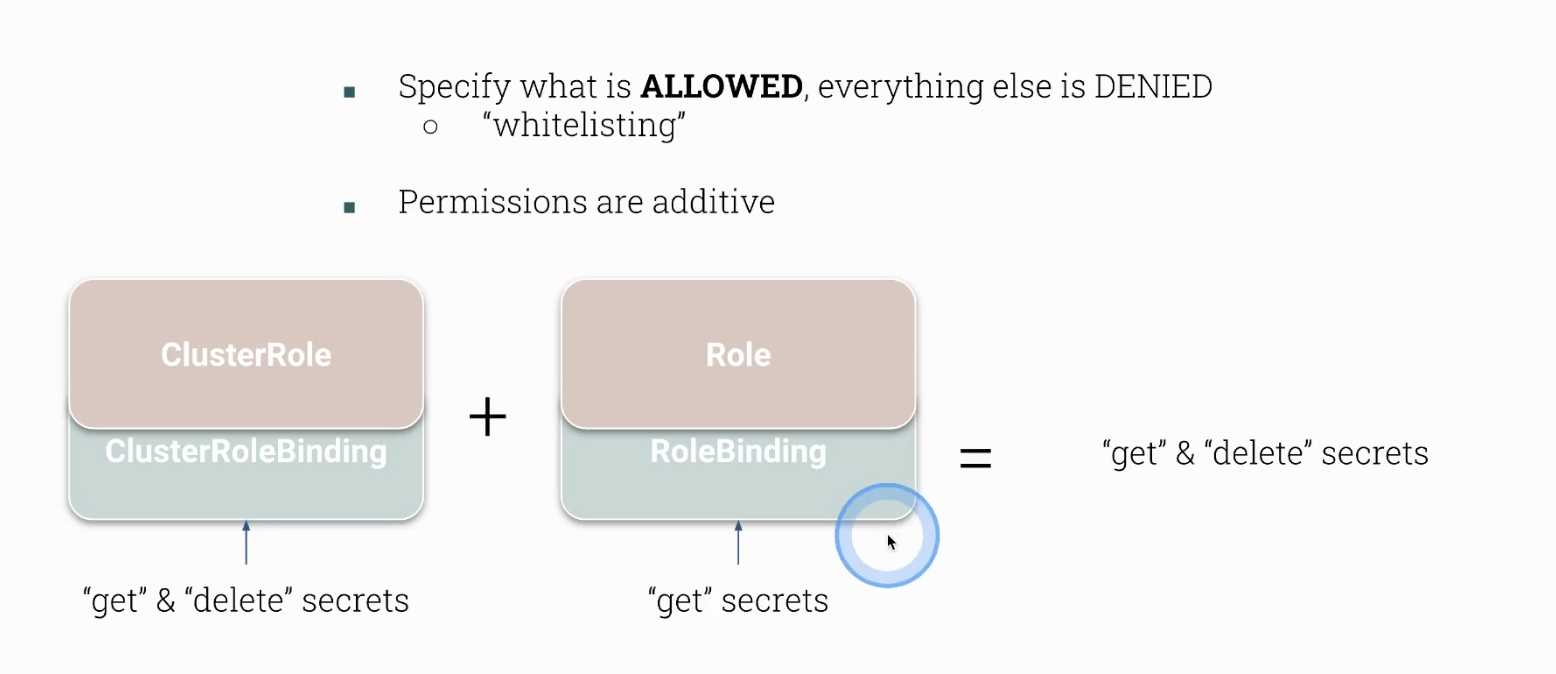 Specify what is ALLOWED, everything else is DENIED
“whitelisting”
Permissions are additive
ClusterRole
ClusterRoleBinding
“get” & “delete” secrets
+
Role
RoleBinding
“get” secrets
=
“get” & “delete” secrets